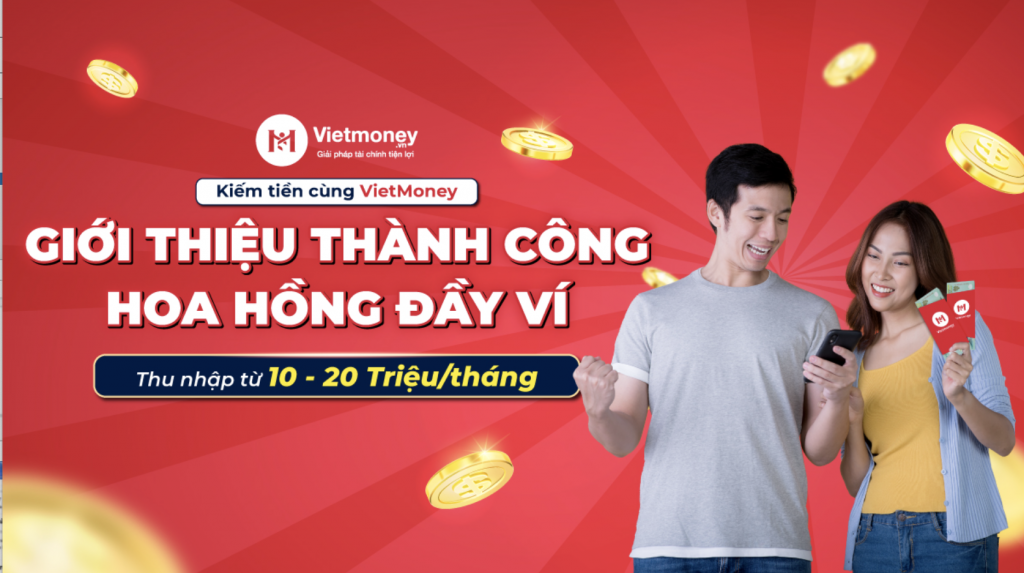 Vietmoney
.vn
Giải pháp tài chính tiện lợi
Kiếm tiền cùng VietMoney
GIỚI THIỆU THÀNH CÔNG
HOA HỒNG ĐẦY VÍ
Thu nhập từ 10 - 20 Triệu/tháng